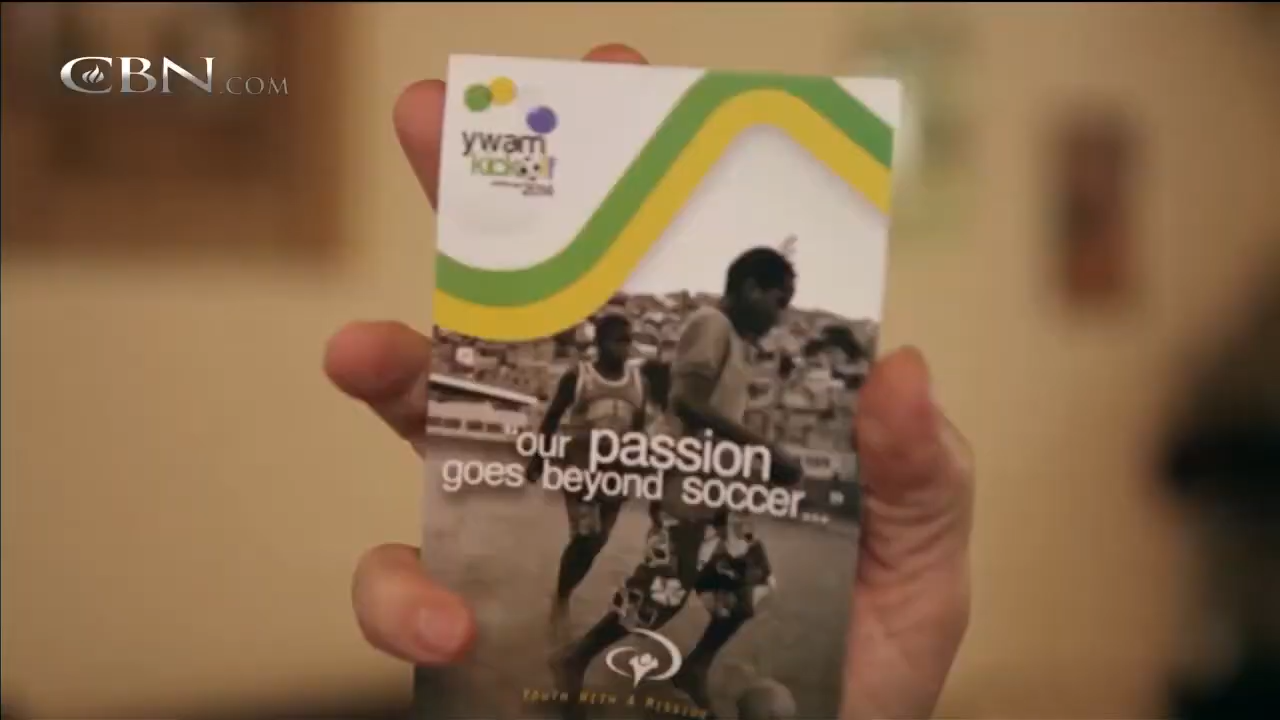 CBN.COM
ywam
kickoff
2014
"our passion
goes beyond soccer..."
YOUTH WITH A MISSION